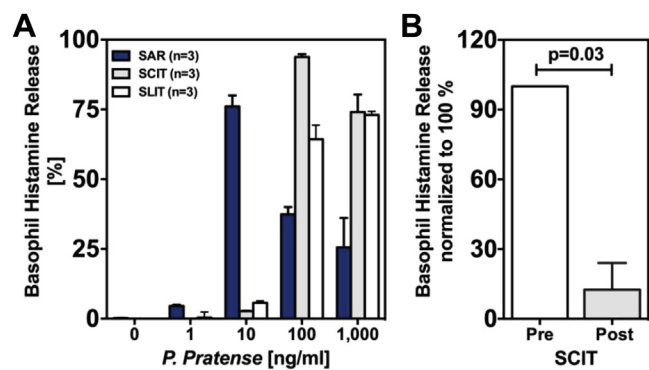 A
Basophil Histamine Release
[%]
100
75
50
25
0
SAR (n=3)
SCIT (n=3)
SLIT (n=3)
0 1 10 100 1,000
P. Pratense [ng/ml]
B
Basophil Histamine Release
normalized to 100 %
120
90
60
30
0
p=0.03
Pre Post
SCIT